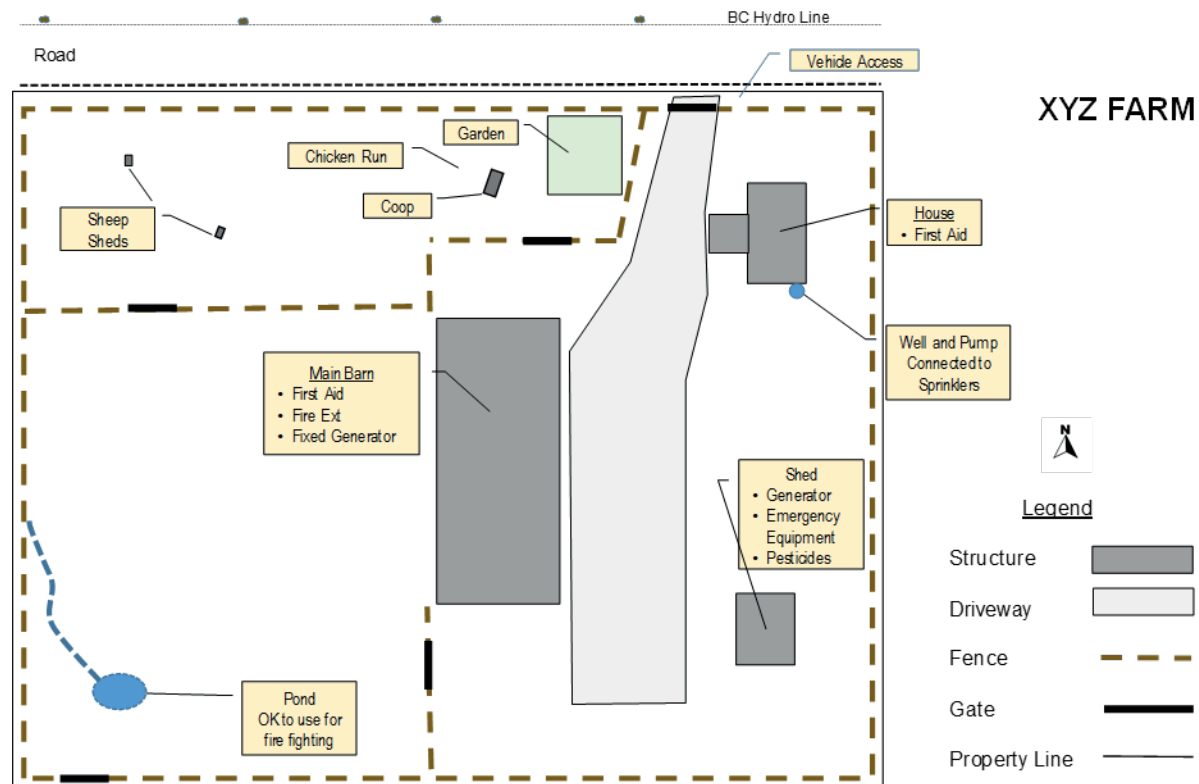 BC Hydro Line
Road
Vehicle Access
XYZ FARM
Garden
Chicken Run
Coop
Sheep
Sheds
House
• First Aid
Well and Pump
Connected to
Sprinklers
Main Barn
• First Aid
• Fire Ext
• Fixed Generator
Shed
• Generator
• Emergency
Equipment
• Pesticides
Pond
OK to use for
fire fighting
N
Legend
Structure
Driveway
Fence
Gate
Property Line